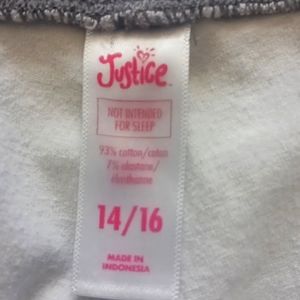 Justice
NOT INTENDED
FOR SLEEP
93% cotton/coton
7% elastane/
élasthanne
14/16
MADE IN
INDONESIA